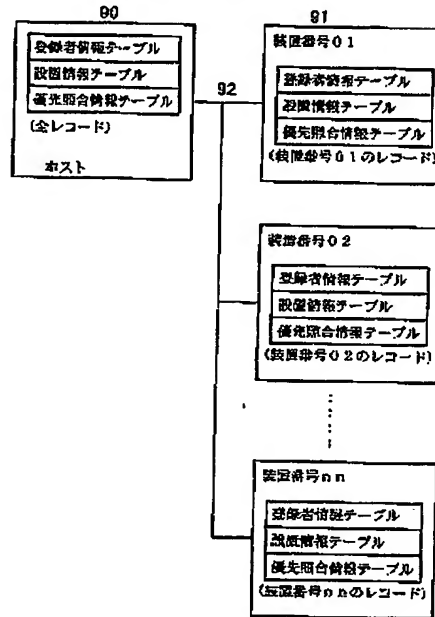 90
登録者情報テーブル
設置情報テーブル
優先照合情報テーブル
(全レコード)
ホスト
92
91
装置番号01
登録者情報テーブル
設置情報テーブル
優先照合情報テーブル
(装置番号01のレコード)
装置番号02
登録者情報テーブル
設置情報テーブル
優先照合情報テーブル
(装置番号02のレコード)
装置番号nn
登録者情報テーブル
設置情報テーブル
優先照合情報テーブル
(装置番号nnのレコード)